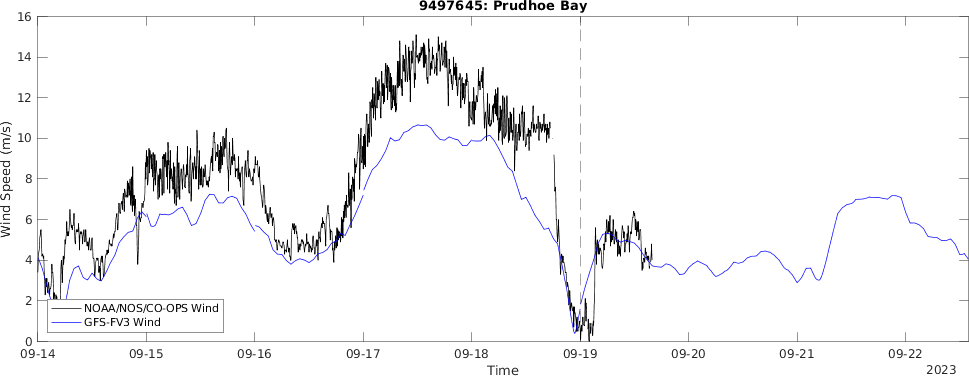 9497645: Prudhoe Bay
Wind Speed (m/s)
16
14
12
10
8
6
4
2
0
NOAA/NOS/CO-OPS Wind
GFS-FV3 Wind
09-14 09-15 09-16 09-17 09-18 09-19 09-20 09-21 09-22
Time
2023